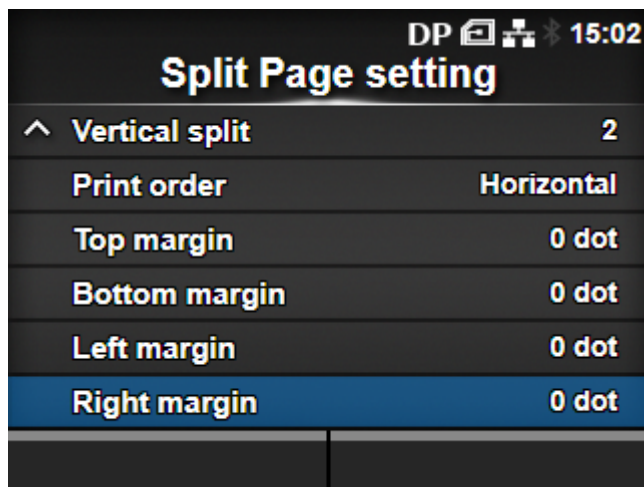 DP 15:02
Split Page setting
Vertical split 2
Print order Horizontal
Top margin 0 dot
Bottom margin 0 dot
Left margin 0 dot
Right margin 0 dot